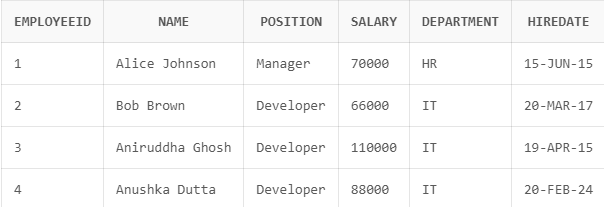 EMPLOYEEID NAME POSITION SALARY DEPARTMENT HIREDATE
1 Alice Johnson Manager 70000 HR 15-JUN-15
2 Bob Brown Developer 66000 IT 20-MAR-17
3 Aniruddha Ghosh Developer 110000 IT 19-APR-15
4 Anushka Dutta Developer 88000 IT 20-FEB-24